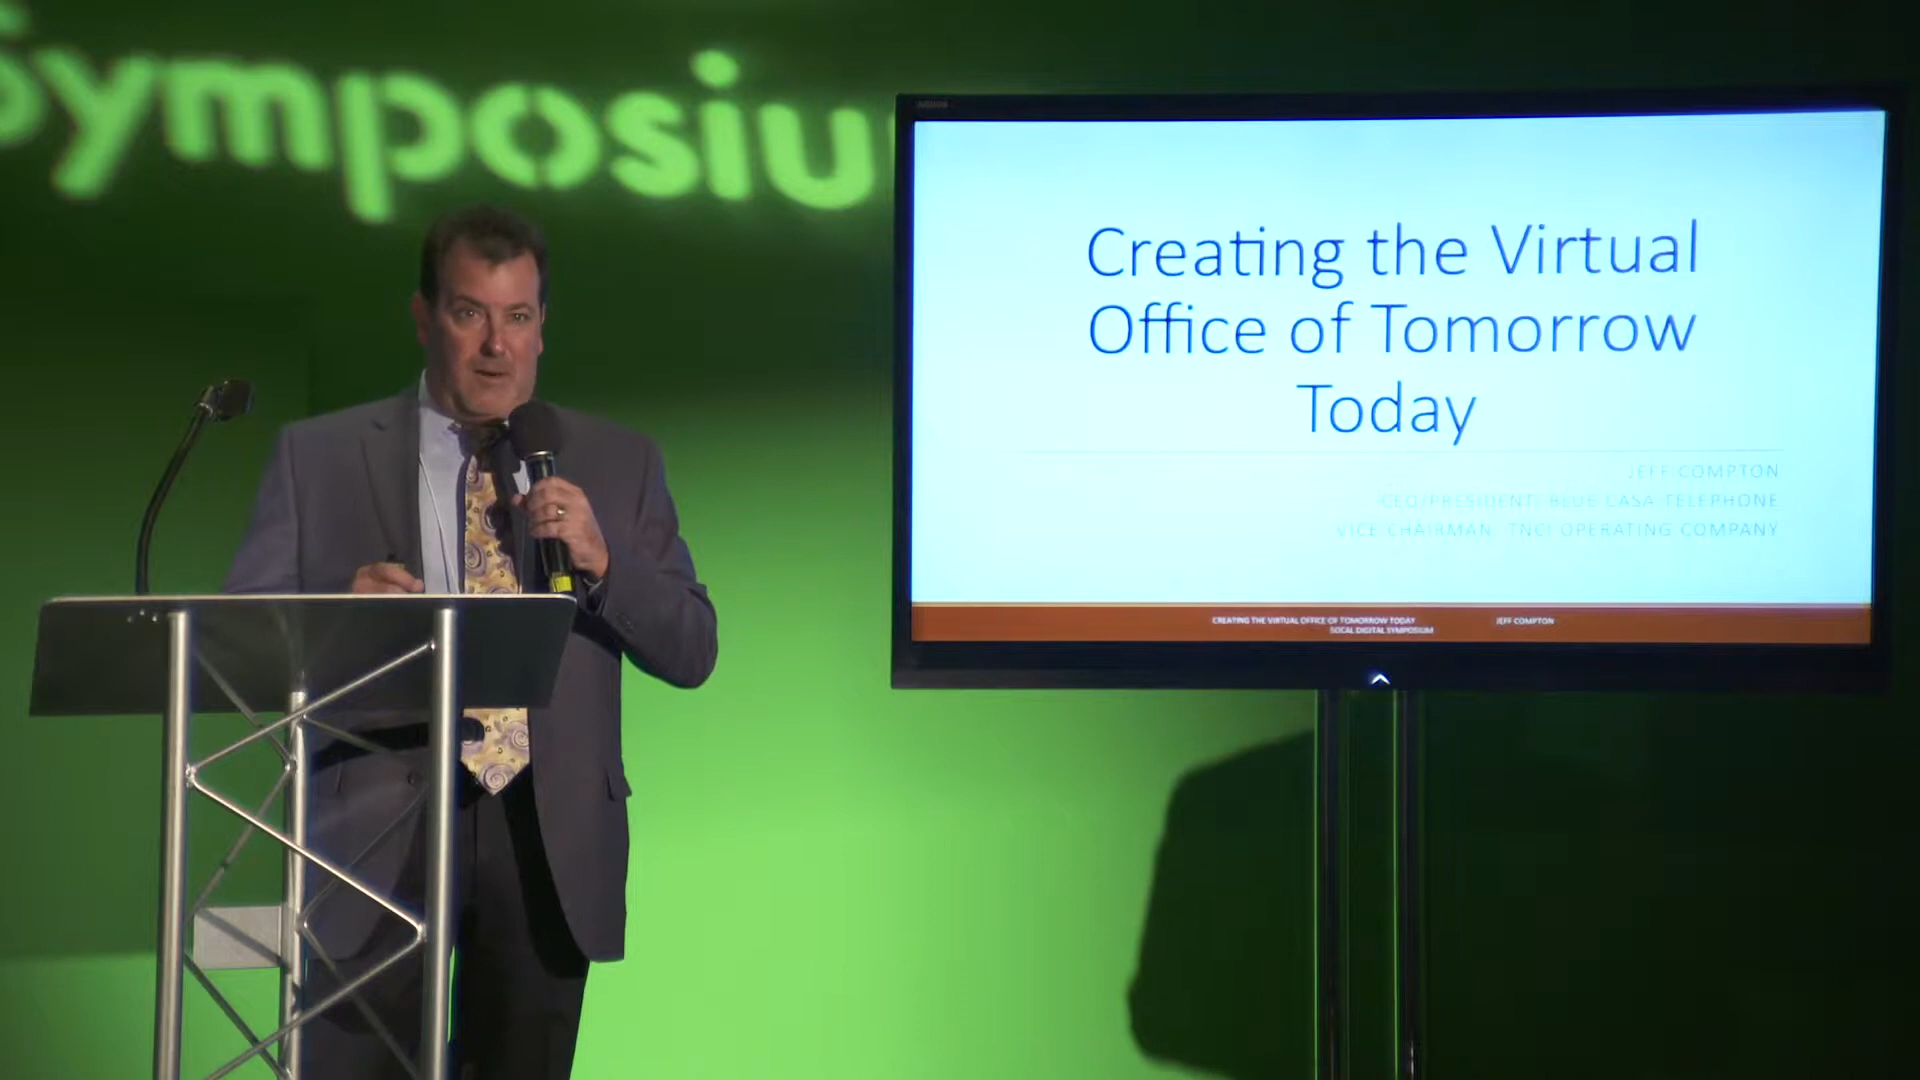 Symposiu
Creating the Virtual
Office of Tomorrow
Today
JEFF COMPTON
CEO/PRESIDENT: BLUE CASA TELEPHONE
VICE CHAIRMAN: TNCI OPERATING COMPANY
CREATING THE VIRTUAL OFFICE OF TOMORROW TODAY JEFF COMPTON
SOCAL DIGITAL SYMPOSIUM